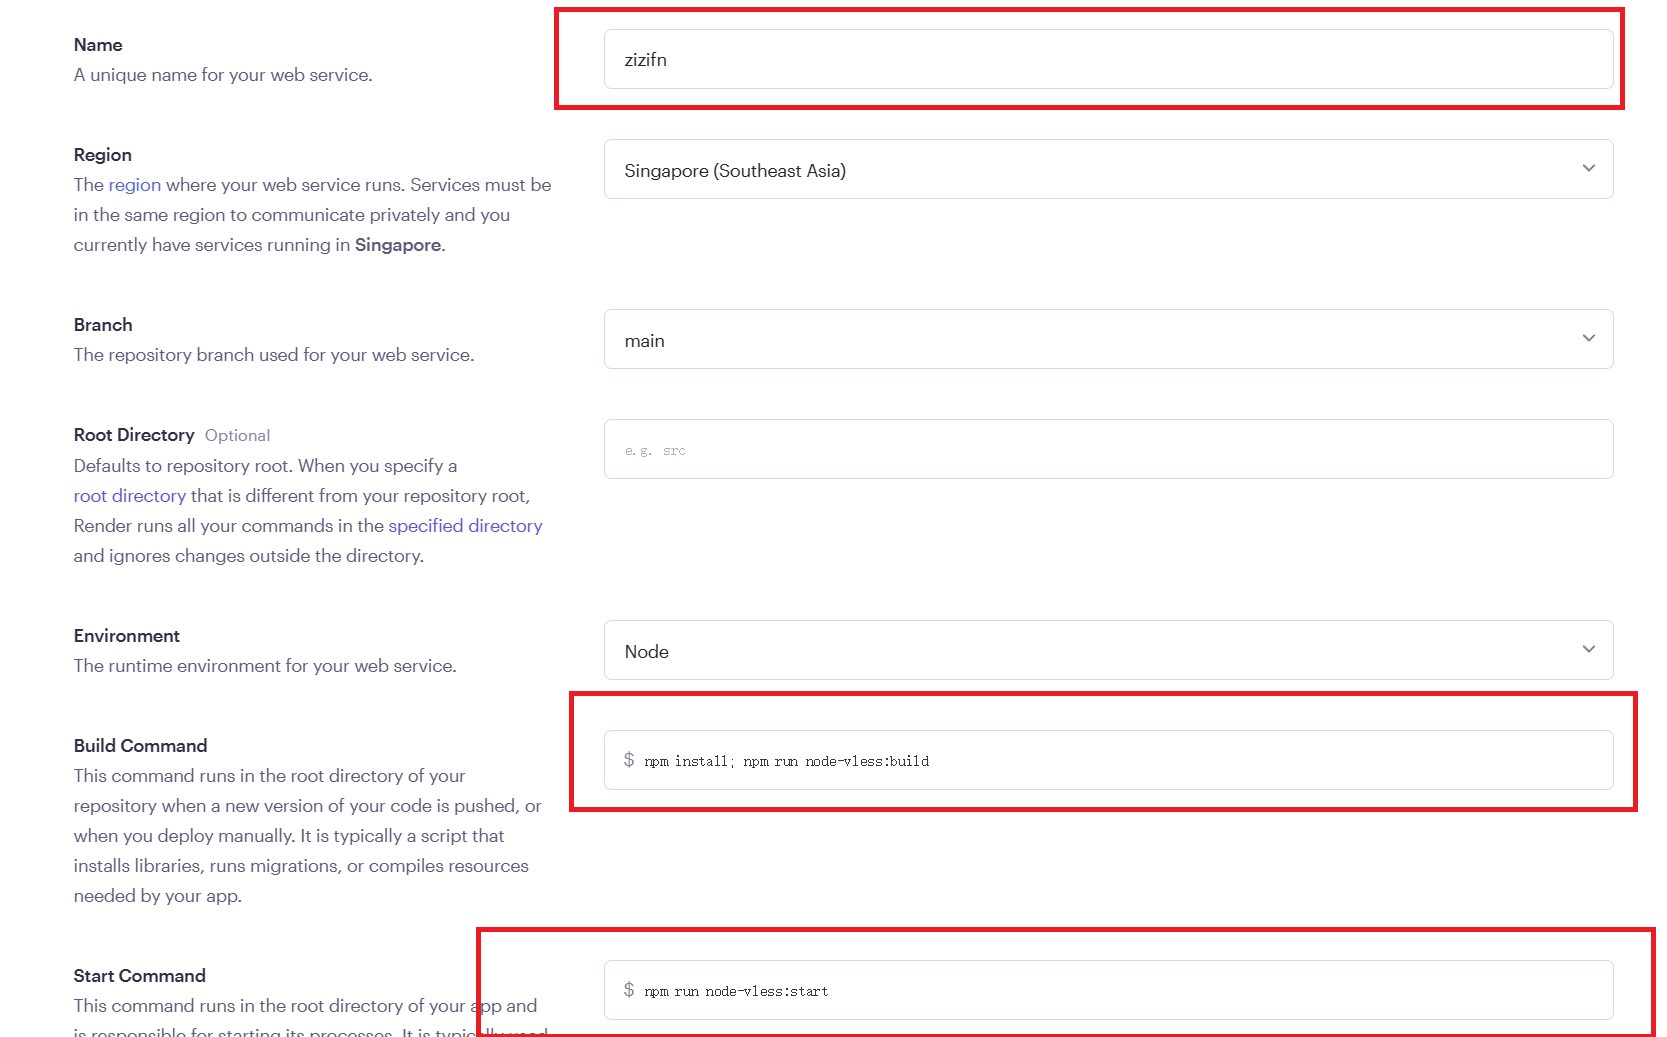 Name
A unique name for your web service.
zizifn
Region
The region where your web service runs. Services must be
in the same region to communicate privately and you
currently have services running in Singapore.
Singapore (Southeast Asia)
Branch
The repository branch used for your web service.
main
Root Directory Optional
Defaults to repository root. When you specify a
root directory that is different from your repository root,
Render runs all your commands in the specified directory
and ignores changes outside the directory.
e.g. src
Environment
The runtime environment for your web service.
Node
Build Command
This command runs in the root directory of your
repository when a new version of your code is pushed, or
when you deploy manually. It is typically a script that
installs libraries, runs migrations, or compiles resources
needed by your app.
$ npm install; npm run node-vless:build
Start Command
This command runs in the root directory of your app and
is responsible for starting its processes. It is typically used
$ npm run node-vless:start